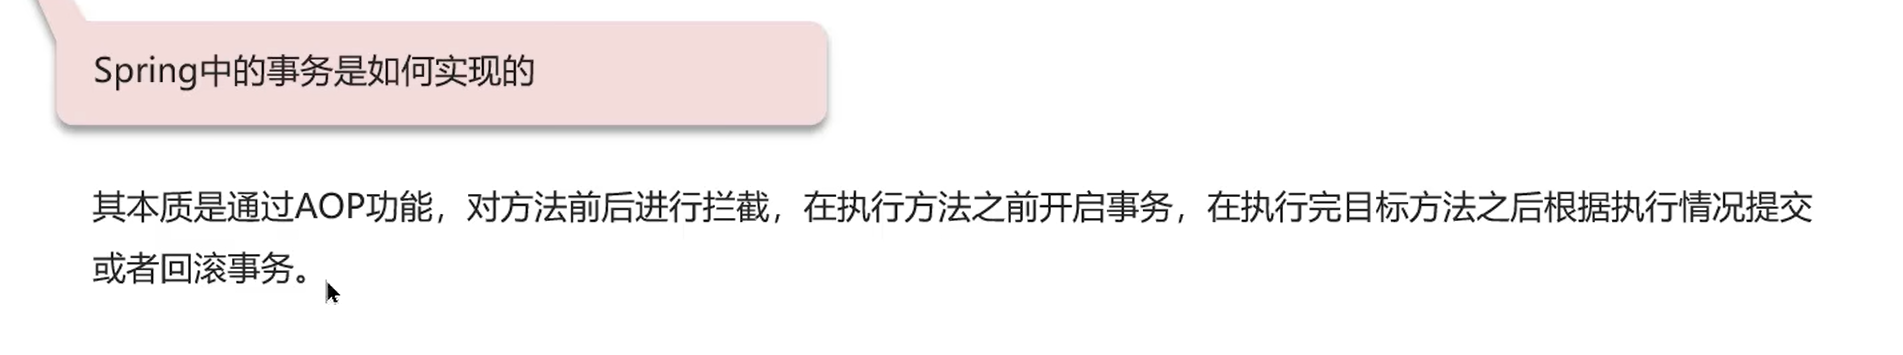 Spring中的事务是如何实现的
其本质是通过AOP功能，对方法前后进行拦截，在执行方法之前开启事务，在执行完目标方法之后根据执行情况提交
或者回滚事务。